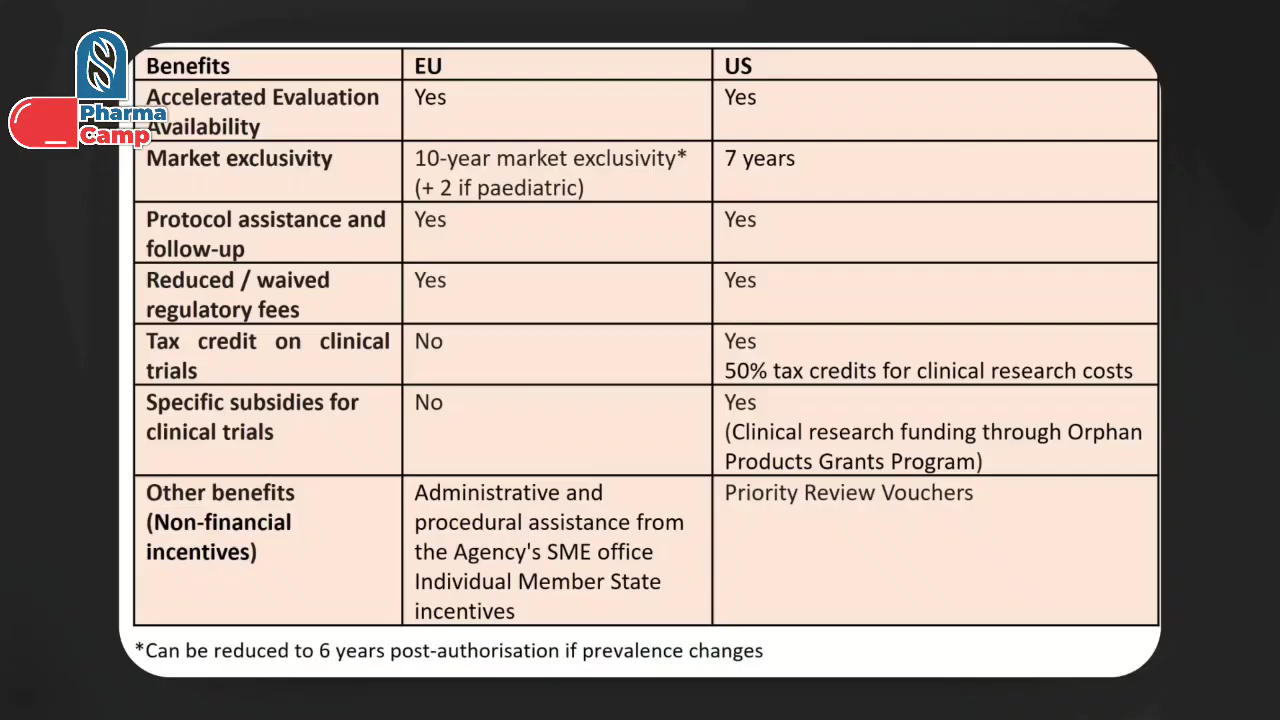 Pharma
Camp
Benefits EU US
Accelerated Evaluation Yes Yes
Availability
Market exclusivity 10-year market exclusivity* 7 years
(+ 2 if paediatric)
Protocol assistance and Yes Yes
follow-up
Reduced / waived Yes Yes
regulatory fees
Tax credit on clinical No Yes
trials 50% tax credits for clinical research costs
Specific subsidies for No Yes
clinical trials (Clinical research funding through Orphan
Products Grants Program)
Other benefits Administrative and Priority Review Vouchers
(Non-financial procedural assistance from
incentives) the Agency's SME office
Individual Member State
incentives
*Can be reduced to 6 years post-authorisation if prevalence changes